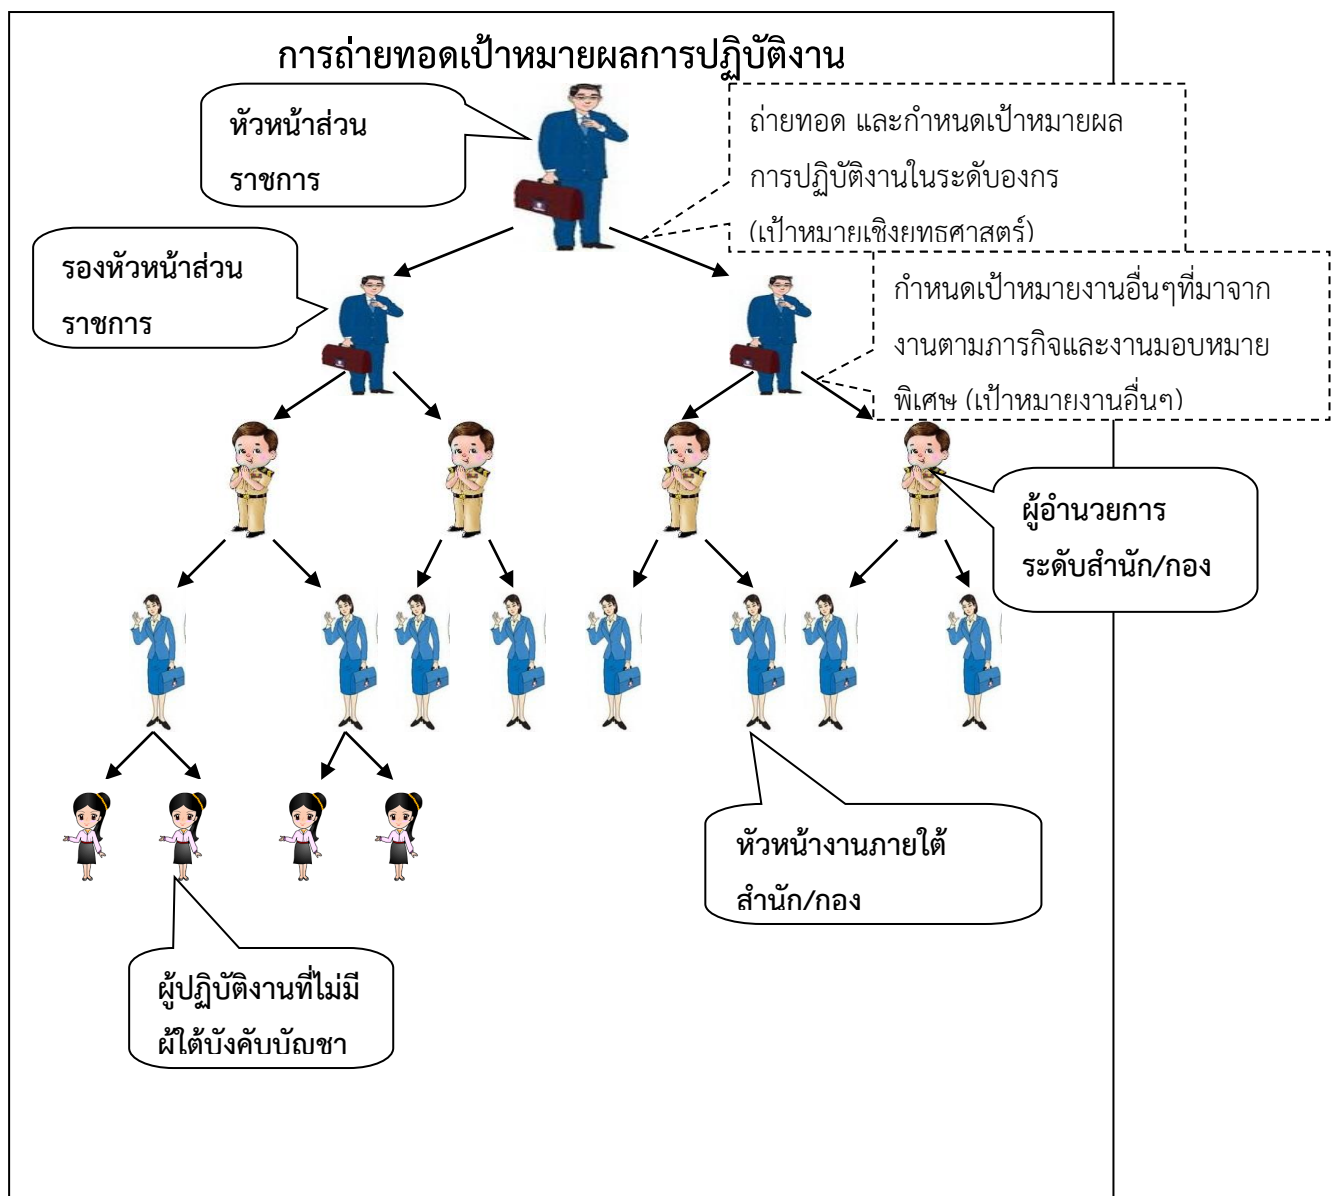 การถ่ายทอดเป้าหมายผลการปฏิบัติงาน
หัวหน้าส่วน
ราชการ
ถ่ายทอด และกำหนดเป้าหมายผล
การปฏิบัติงานในระดับองกร
(เป้าหมายเชิงยุทธศาสตร์)
รองหัวหน้าส่วน
ราชการ
กำหนดเป้าหมายงานอื่นๆที่มาจาก
งานตามภารกิจและงานมอบหมาย
พิเศษ (เป้าหมายงานอื่นๆ)
ผู้อำนวยการ
ระดับสำนัก/กอง
หัวหน้างานภายใต้
สำนัก/กอง
ผู้ปฏิบัติงานที่ไม่มี
ผู้ใต้บังคับบัญชา